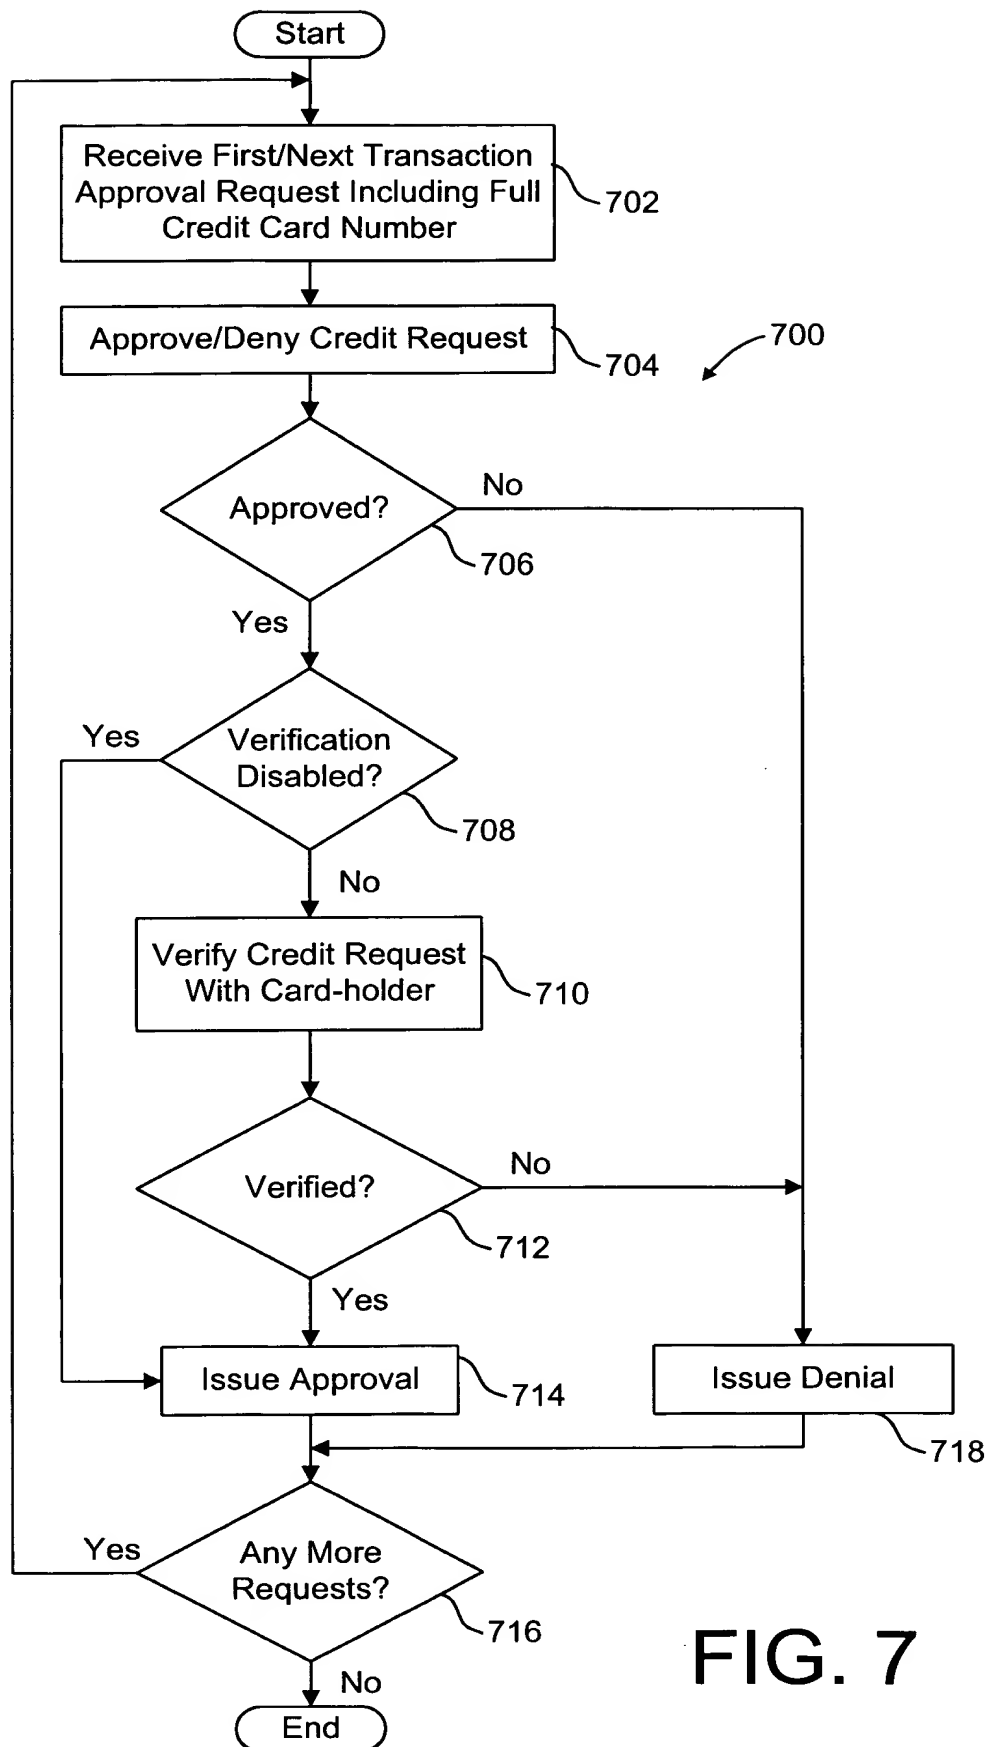 Start
Receive First/Next Transaction
Approval Request Including Full
Credit Card Number
702
Approve/Deny Credit Request
704
700
Approved?
No
706
Yes
Yes
Verification
Disabled?
708
No
Verify Credit Request
With Card-holder
710
Verified?
No
712
Yes
Issue Approval
714
Issue Denial
718
Yes
Any More
Requests?
716
No
End
FIG. 7